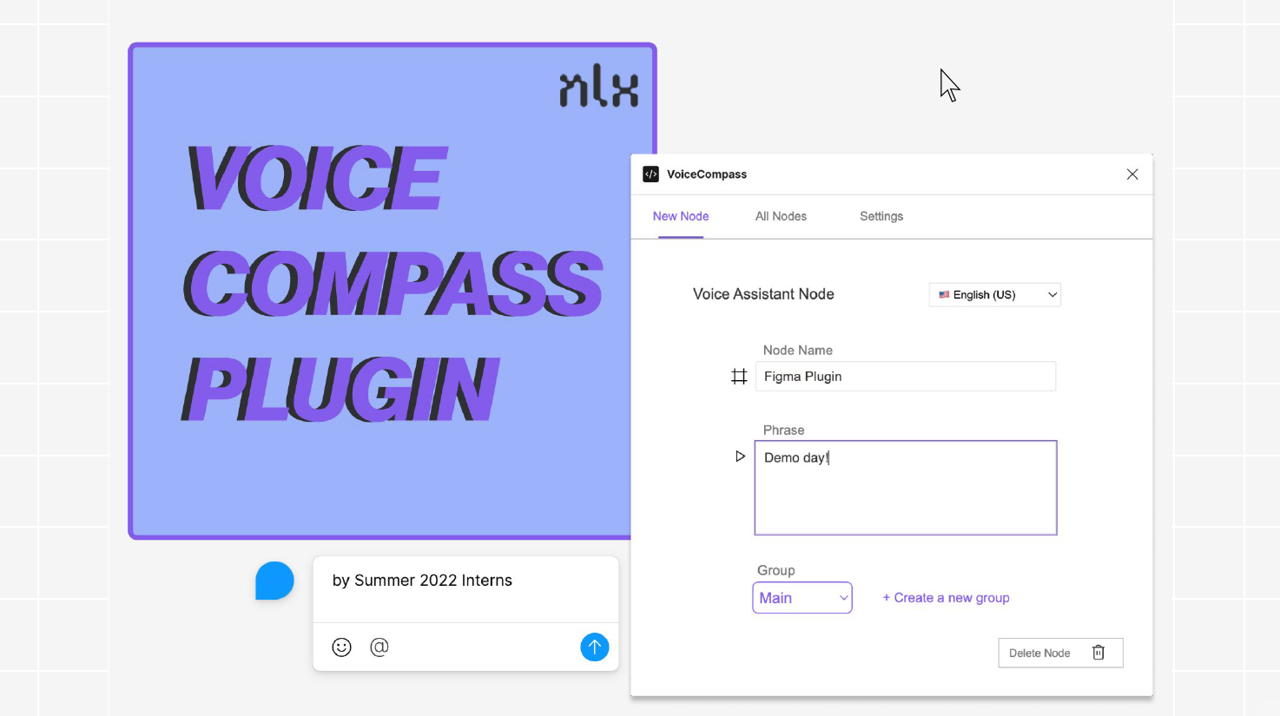 nlx
VOICE
COMPASS
PLUGIN
by Summer 2022 Interns
@
VoiceCompass
New Node
All Nodes
Settings
Voice Assistant Node
English (US)
Node Name
Figma Plugin
Phrase
Demo day!
Group
Main
+ Create a new group
Delete Node